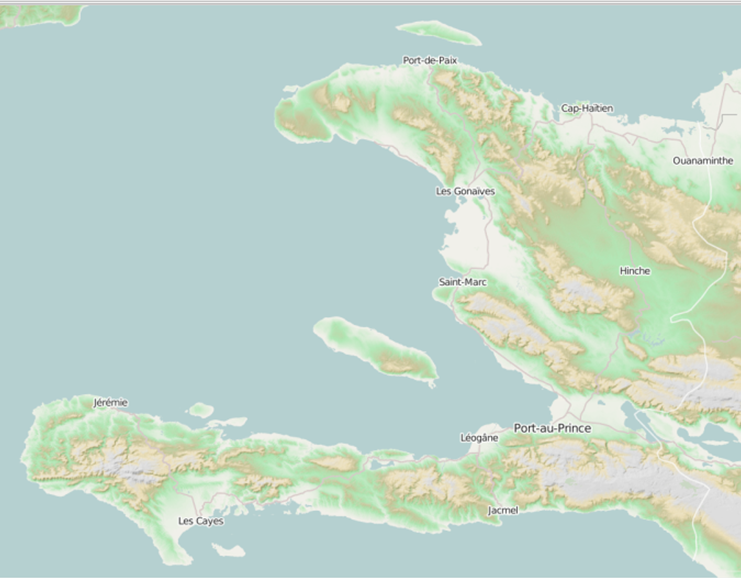 Port-de-Paix
Cap-Haïtien
Ouanaminthe
Les Gonaïves
Hinche
Saint-Marc
Jérémie
Port-au-Prince
Léogâne
Jacmel
Les Cayes